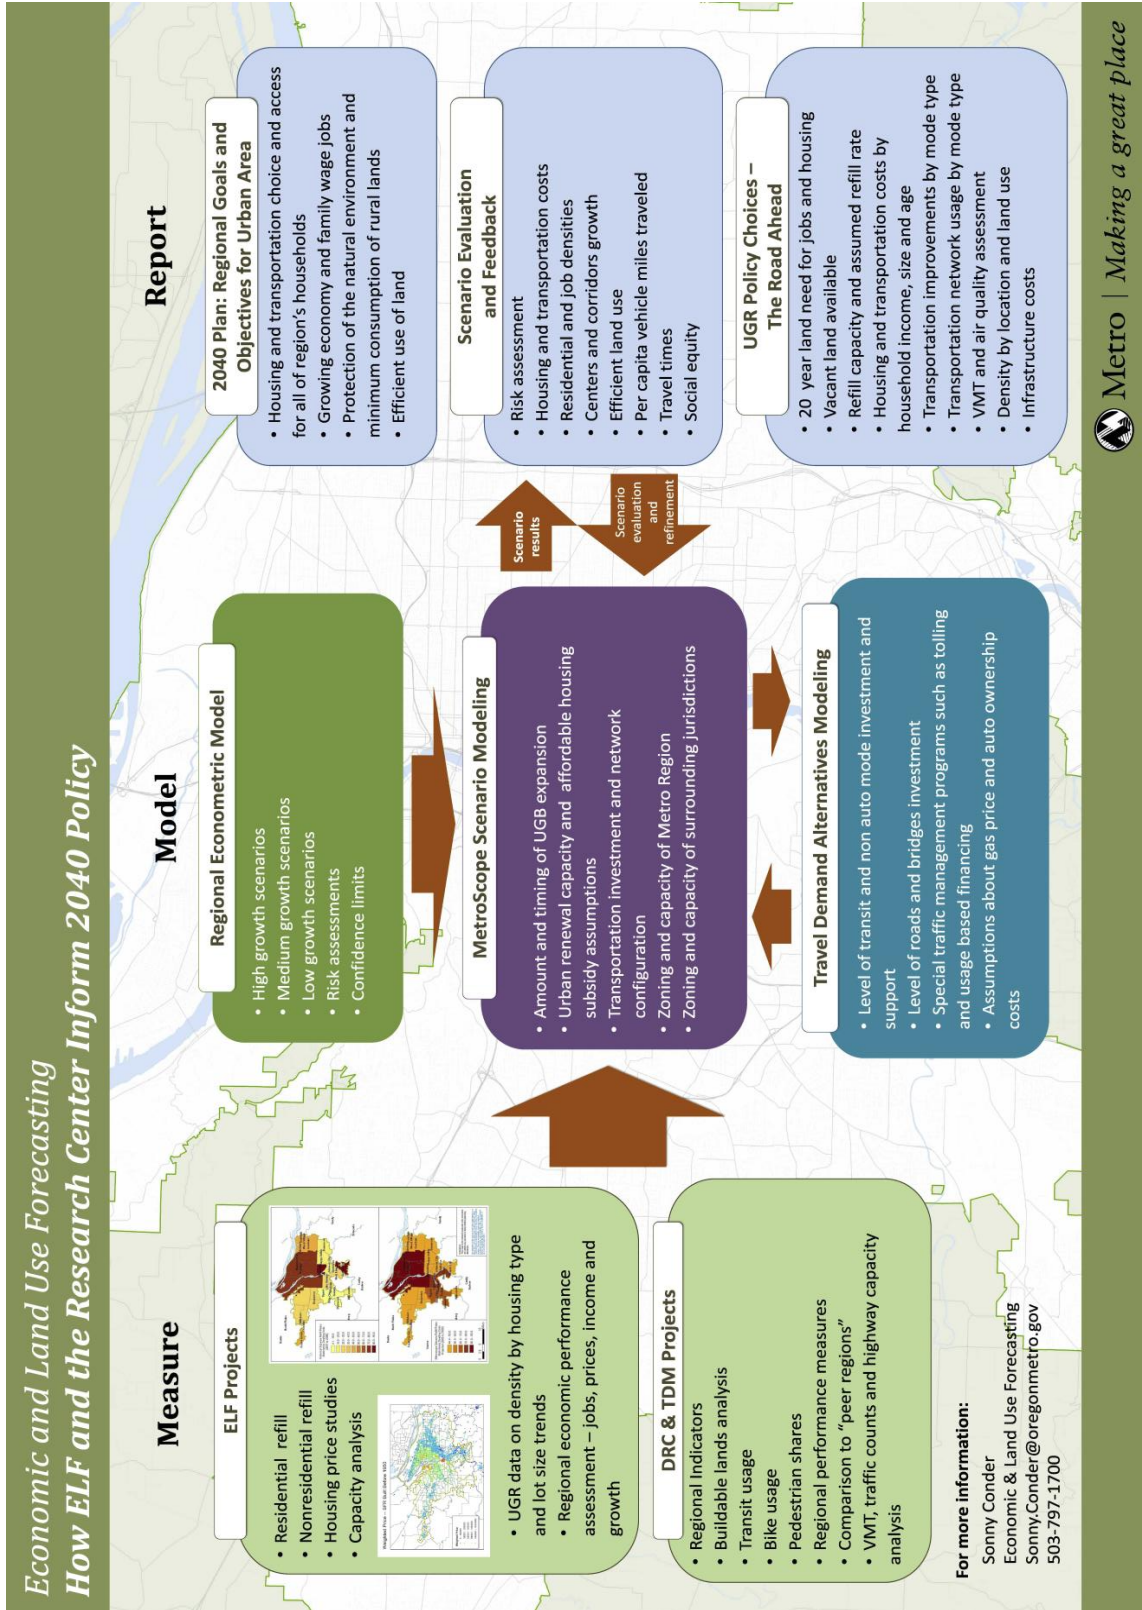 Economic and Land Use Forecasting
How ELF and the Research Center Inform 2040 Policy
Measure
ELF Projects
• Residential refill
• Nonresidential refill
• Housing price studies
• Capacity analysis
• UGR data on density by housing type
and lot size trends
• Regional economic performance
assessment – jobs, prices, income and
growth
DRC & TDM Projects
• Regional Indicators
• Buildable lands analysis
• Transit usage
• Bike usage
• Pedestrian shares
• Regional performance measures
• Comparison to "peer regions"
• VMT, traffic counts and highway capacity
analysis
For more information:
Sonny Conder
Economic & Land Use Forecasting
Sonny.Conder@oregonmetro.gov
503-797-1700
Model
Regional Econometric Model
• High growth scenarios
• Medium growth scenarios
• Low growth scenarios
• Risk assessments
• Confidence limits
MetroScope Scenario Modeling
• Amount and timing of UGB expansion
• Urban renewal capacity and affordable housing
subsidy assumptions
• Transportation investment and network
configuration
• Zoning and capacity of Metro Region
• Zoning and capacity of surrounding jurisdictions
Travel Demand Alternatives Modeling
• Level of transit and non auto mode investment and
support
• Level of roads and bridges investment
• Special traffic management programs such as tolling
and usage based financing
• Assumptions about gas price and auto ownership
costs
Scenario
results
Scenario
evaluation
and
refinement
Report
2040 Plan: Regional Goals and
Objectives for Urban Area
• Housing and transportation choice and access
for all of region's households
• Growing economy and family wage jobs
• Protection of the natural environment and
minimum consumption of rural lands
• Efficient use of land
Scenario Evaluation
and Feedback
• Risk assessment
• Housing and transportation costs
• Residential and job densities
• Centers and corridors growth
• Efficient land use
• Per capita vehicle miles traveled
• Travel times
• Social equity
UGR Policy Choices –
The Road Ahead
• 20 year land need for jobs and housing
• Vacant land available
• Refill capacity and assumed refill rate
• Housing and transportation costs by
household income, size and age
• Transportation improvements by mode type
• Transportation network usage by mode type
• VMT and air quality assessment
• Density by location and land use
• Infrastructure costs
Metro | Making a great place